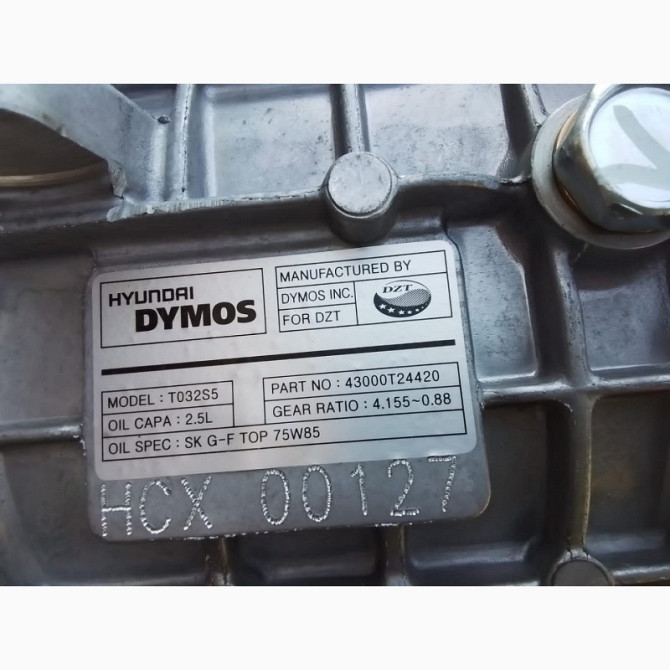 HYUNDAI
DYMOS
MANUFACTURED BY
DYMOS INC.
FOR DZT
DZT
MODEL : T032S5
OIL CAPA : 2.5L
OIL SPEC : SK G-F TOP 75W85
PART NO : 43000T24420
GEAR RATIO : 4.155~0.88
HCX 00127